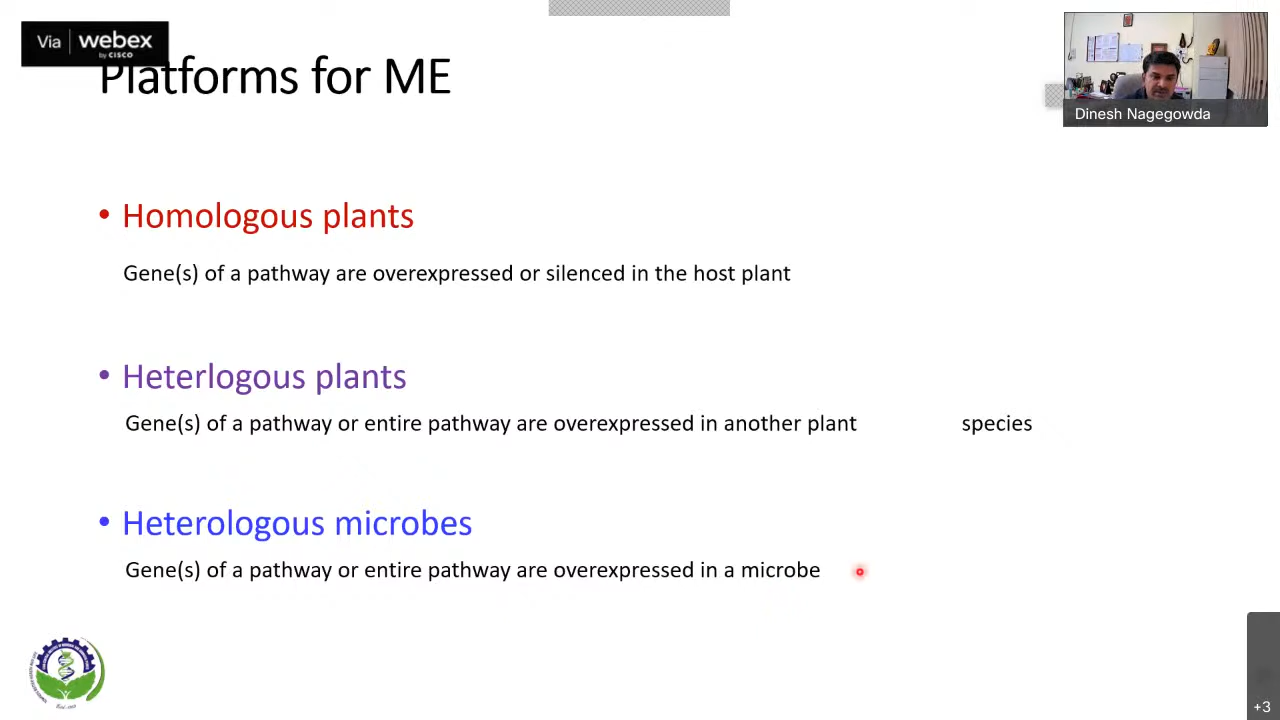 Via webex
by CISCO
Platforms for ME
Dinesh Nagegowda
• Homologous plants
Gene(s) of a pathway are overexpressed or silenced in the host plant
• Heterlogous plants
Gene(s) of a pathway or entire pathway are overexpressed in another plant species
• Heterologous microbes
Gene(s) of a pathway or entire pathway are overexpressed in a microbe
+3